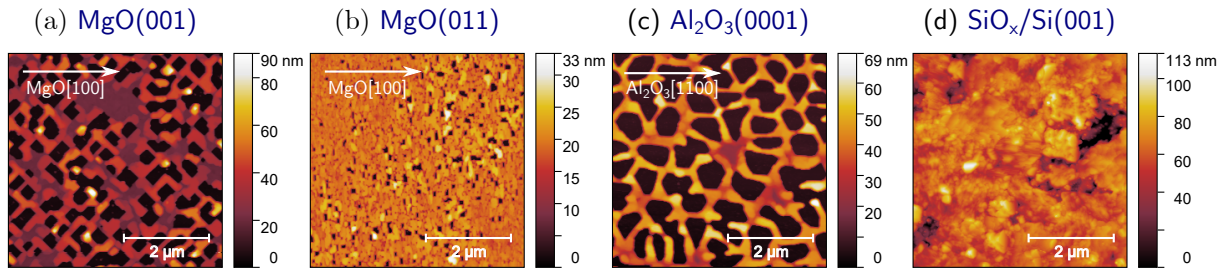 (a) MgO(001)
MgO[100]
2 µm
90 nm
80
60
40
20
0
(b) MgO(011)
MgO[100]
2 µm
33 nm
25
20
15
10
5
0
(c) Al₂O₃(0001)
Al₂O₃[1̄100]
2 µm
69 nm
60
50
40
30
20
10
0
(d) SiOₓ/Si(001)
2 µm
113 nm
100
80
60
40
0